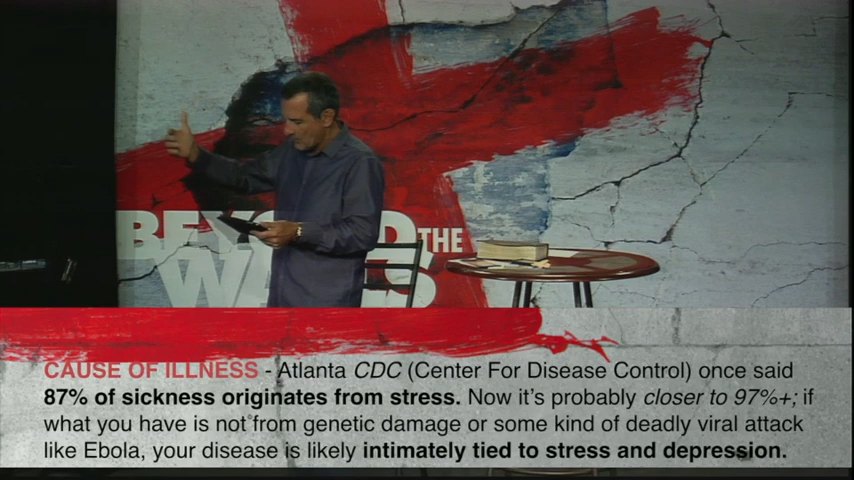 BEYOND THE
WALLS
CAUSE OF ILLNESS - Atlanta CDC (Center For Disease Control) once said
87% of sickness originates from stress. Now it's probably closer to 97%+; if
what you have is not from genetic damage or some kind of deadly viral attack
like Ebola, your disease is likely intimately tied to stress and depression.